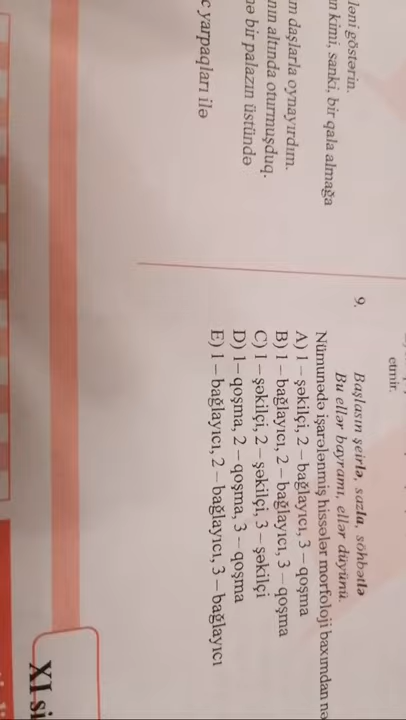 ləni göstərin.
n kimi, sanki, bir qala almağa
m daşlarla oynayırdım.
nın altında oturmuşduq.
ə bir palazın üstündə
c yarpaqları ilə
etmir.
9. Başlasın şeirlə, sazla, söhbətlə
Bu ellər bayramı, ellər düyünü.
Nümunədə işarələnmiş hissələr morfoloji baxımdan nə
A) 1 – şəkilçi, 2 – bağlayıcı, 3 – qoşma
B) 1 – bağlayıcı, 2 – bağlayıcı, 3 – qoşma
C) 1 – şəkilçi, 2 – şəkilçi, 3 – şəkilçi
D) 1 – qoşma, 2 – qoşma, 3 – qoşma
E) 1 – bağlayıcı, 2 – bağlayıcı, 3 – bağlayıcı
XI si